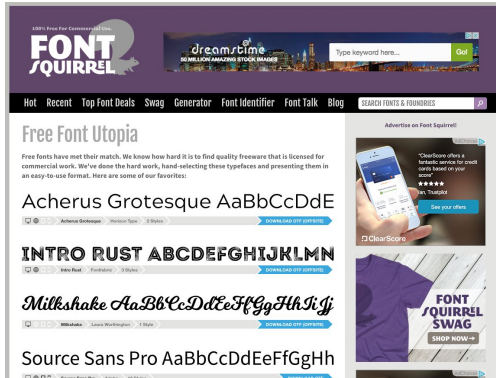 100% Free For Commercial Use.
FONT
SQUIRREL
dreamstime
50 MILLION AMAZING STOCK IMAGES
Type keyword here...
Go!
Hot Recent Top Font Deals Swag Generator Font Identifier Font Talk Blog
SEARCH FONTS & FOUNDRIES
Free Font Utopia
Free fonts have met their match. We know how hard it is to find quality freeware that is licensed for
commercial work. We've done the hard work, hand-selecting these typefaces and presenting them in
an easy-to-use format. Here are some of our favorites:
Acherus Grotesque AaBbCcDdE
Acherus Grotesque Horizon Type 2 Styles DOWNLOAD OTF (OFFSITE)
INTRO RUST ABCDEFGHIJKLMN
Intro Rust Fontfabric 3 Styles DOWNLOAD OTF (OFFSITE)
Milkshake AaBbCcDdEeFfGgHhIiJj
Milkshake Laura Worthington 1 Style DOWNLOAD OTF (OFFSITE)
Source Sans Pro AaBbCcDdEeFfGgHh
Advertise on Font Squirrel!
AdChoices
"ClearScore offers a
fantastic service for credit
cards based on your
score"
Ian, Trustpilot
See your offers
ClearScore
FONT
SQUIRREL
SWAG
SHOP NOW→
AdChoices